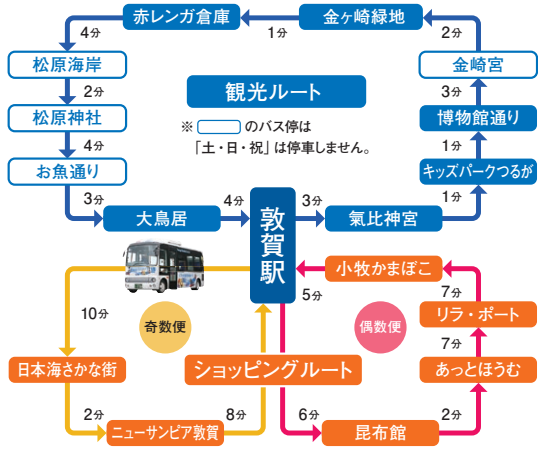 赤レンガ倉庫
金ヶ崎緑地
4分
1分
2分
松原海岸
金崎宮
観光ルート
2分
3分
松原神社
博物館通り
※ のバス停は
「土・日・祝」は停車しません。
4分
1分
お魚通り
キッズパークつるが
3分
4分
3分
1分
大鳥居
敦賀駅
氣比神宮
小牧かまぼこ
5分
7分
10分
奇数便
偶数便
リラ・ポート
7分
日本海さかな街
ショッピングルート
あっとほうむ
2分
8分
6分
2分
ニューサンピア敦賀
昆布館